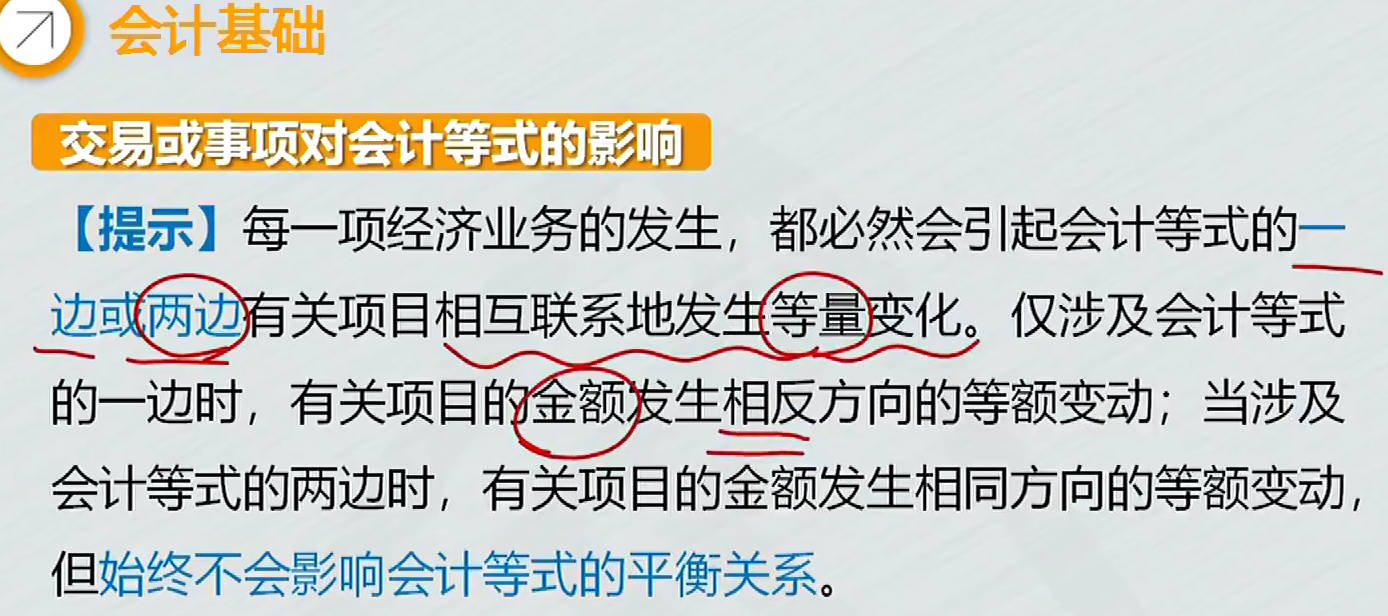 会计基础
交易或事项对会计等式的影响
【提示】每一项经济业务的发生，都必然会引起会计等式的一
边或两边有关项目相互联系地发生等量变化。仅涉及会计等式
的一边时，有关项目的金额发生相反方向的等额变动；当涉及
会计等式的两边时，有关项目的金额发生相同方向的等额变动，
但始终不会影响会计等式的平衡关系。